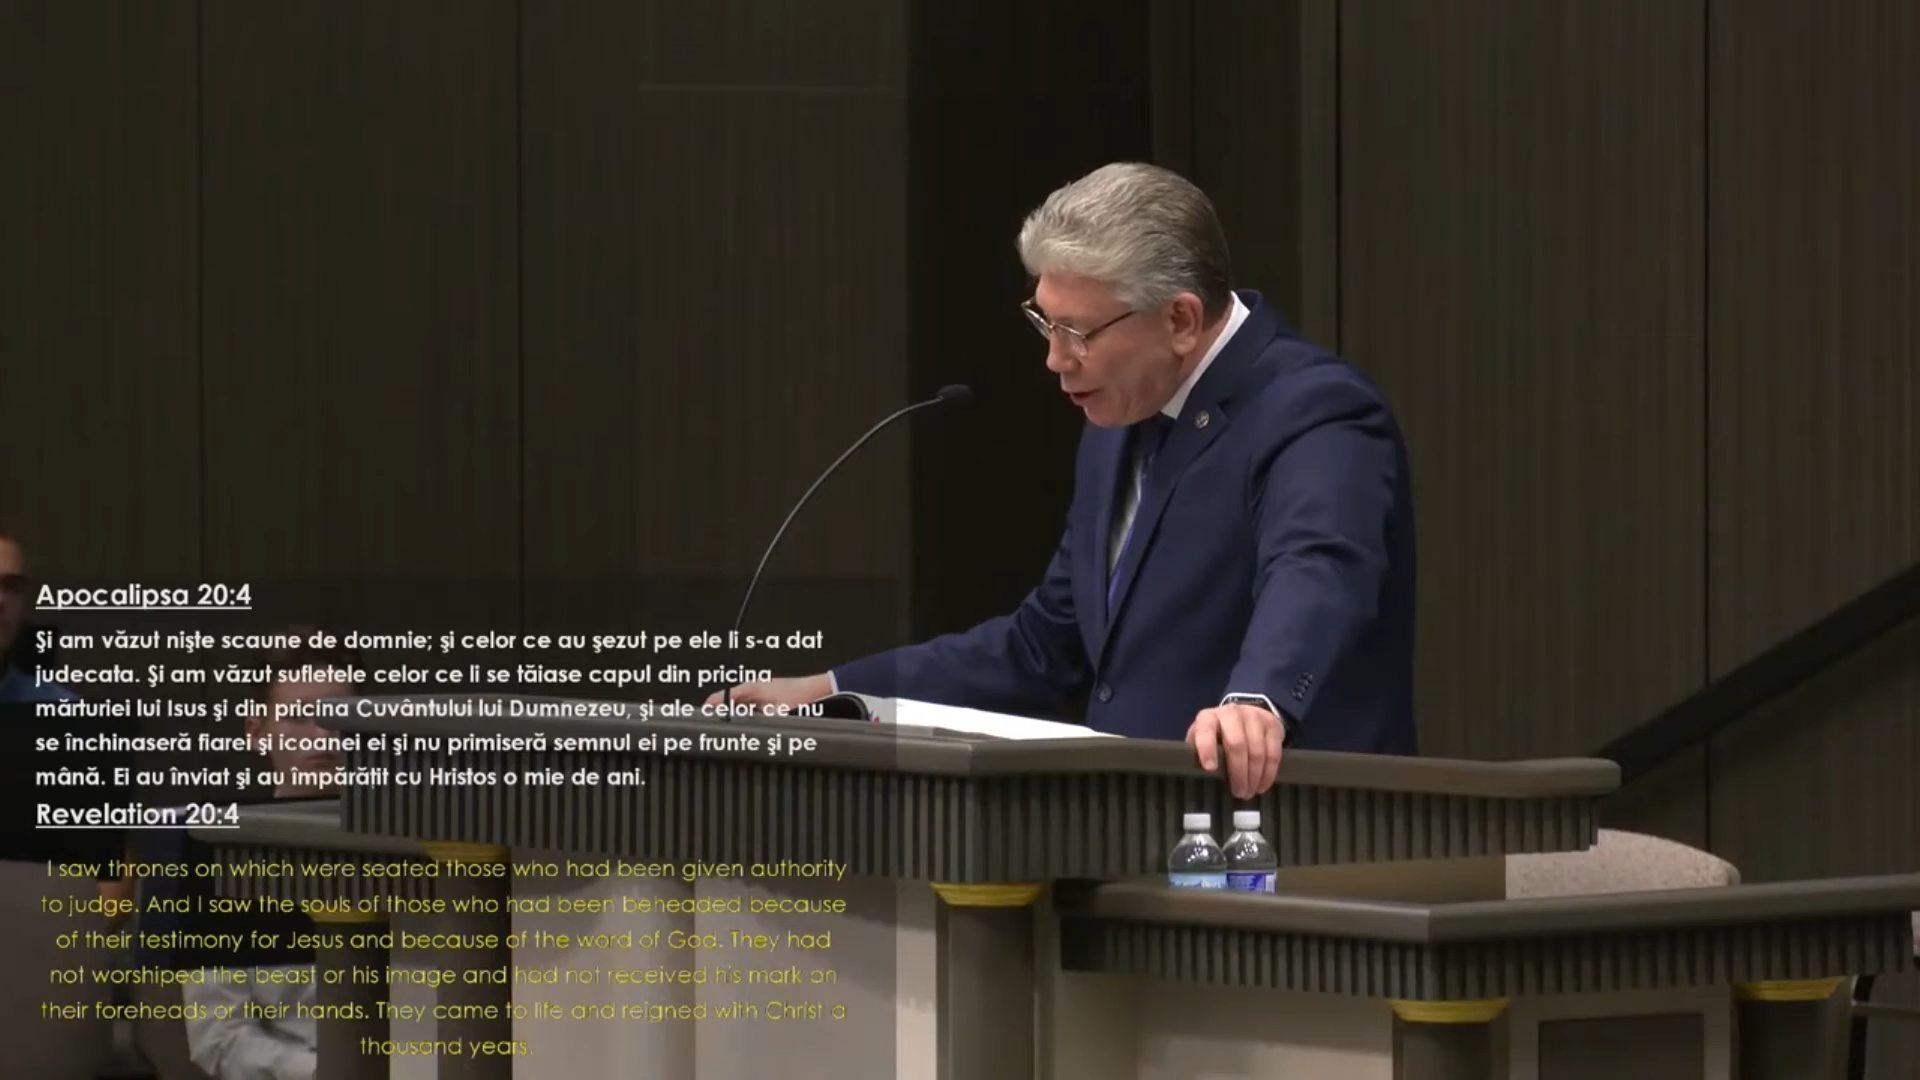 Apocalipsa 20:4
Şi am văzut nişte scaune de domnie; şi celor ce au şezut pe ele li s-a dat
judecata. Şi am văzut sufletele celor ce li se tăiase capul din pricina
mărturiei lui Isus şi din pricina Cuvântului lui Dumnezeu, şi ale celor ce nu
se închinaseră fiarei şi icoanei ei şi nu primiseră semnul ei pe frunte şi pe
mână. Ei au înviat şi au împărăţit cu Hristos o mie de ani.
Revelation 20:4
I saw thrones on which were seated those who had been given authority
to judge. And I saw the souls of those who had been beheaded because
of their testimony for Jesus and because of the word of God. They had
not worshiped the beast or his image and had not received his mark on
their foreheads or their hands. They came to life and reigned with Christ a
thousand years.